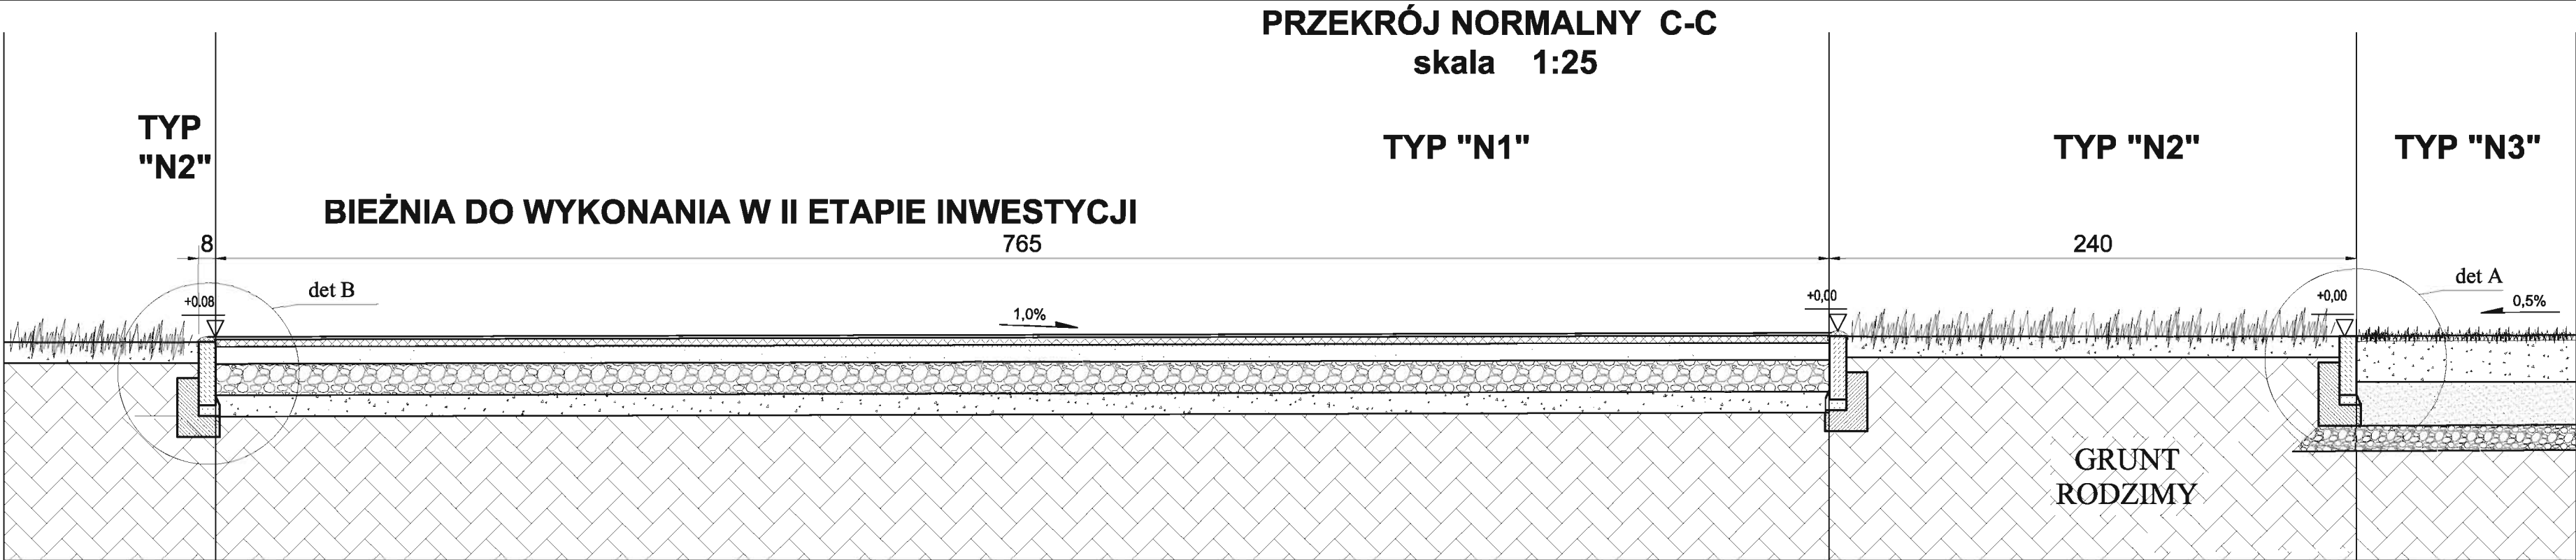 PRZEKRÓJ NORMALNY C-C
skala 1:25
TYP
"N2"
TYP "N1"
TYP "N2"
TYP "N3"
BIEŻNIA DO WYKONANIA W II ETAPIE INWESTYCJI
8
765
240
det B
det A
+0.08
+0,00
+0,00
1,0%
0,5%
GRUNT
RODZIMY